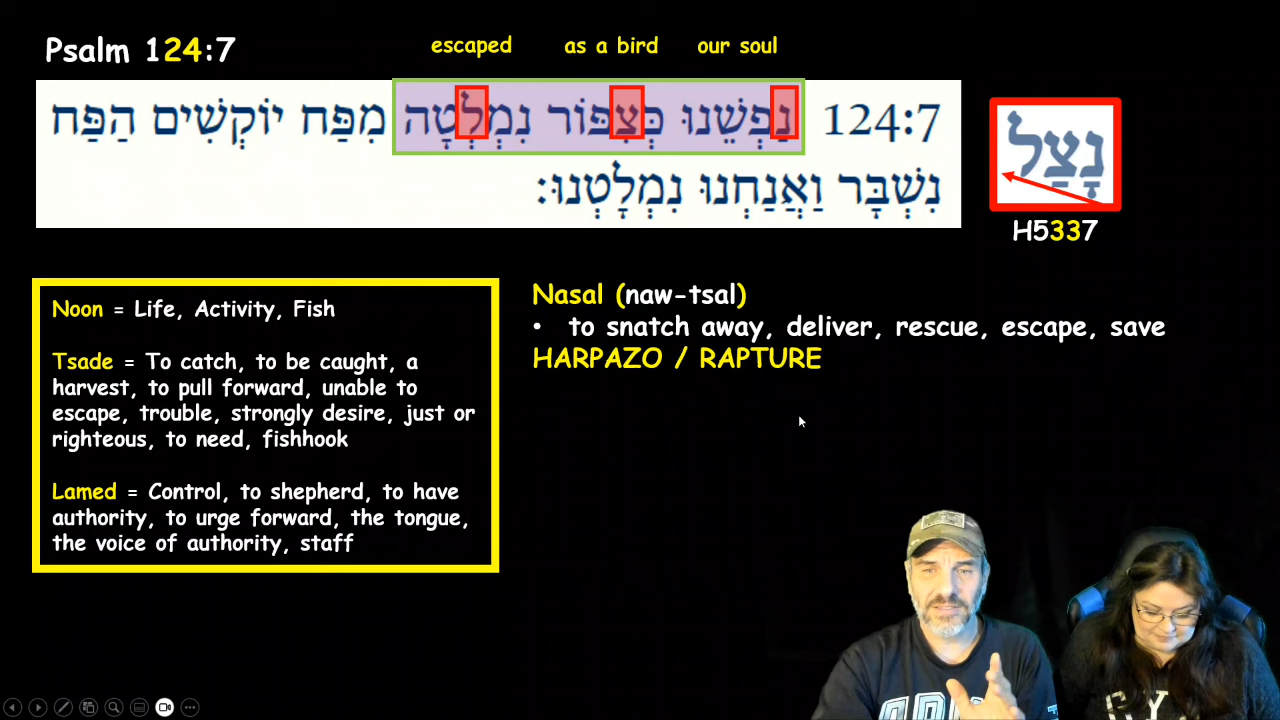 Psalm 124:7
escaped as a bird our soul
124:7 נַפְשֵׁנוּ כְּצִפּוֹר נִמְלְטָה מִפַּח יוֹקְשִׁים הַפַּח
נִשְׁבָּר וַאֲנַחְנוּ נִמְלָטְנוּ:
נָצַל
H5337
Noon = Life, Activity, Fish
Tsade = To catch, to be caught, a
harvest, to pull forward, unable to
escape, trouble, strongly desire, just or
righteous, to need, fishhook
Lamed = Control, to shepherd, to have
authority, to urge forward, the tongue,
the voice of authority, staff
Nasal (naw-tsal)
• to snatch away, deliver, rescue, escape, save
HARPAZO / RAPTURE